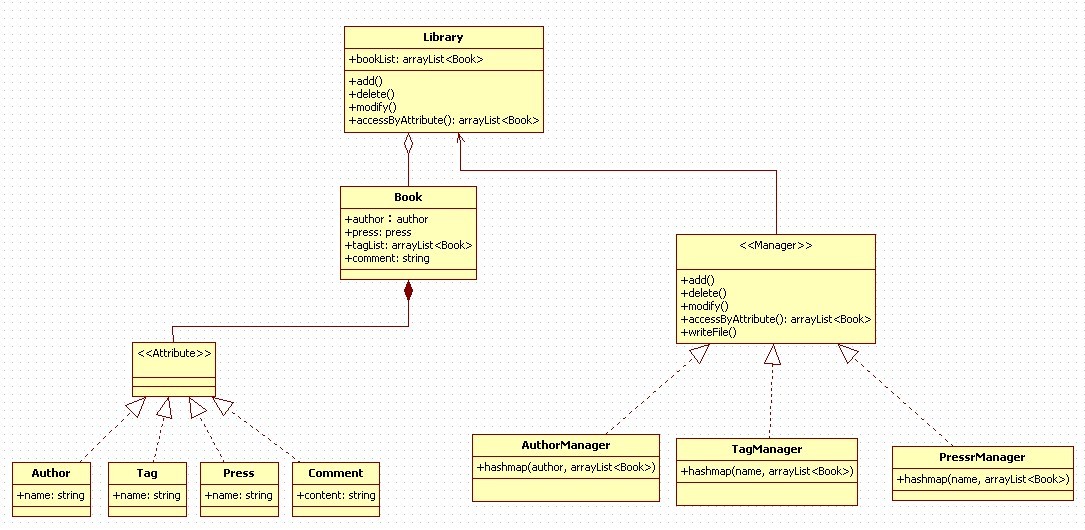 Library
+bookList: arrayList<Book>
+add()
+delete()
+modify()
+accessByAttribute(): arrayList<Book>
Book
+author：author
+press: press
+tagList: arrayList<Book>
+comment: string
<<Manager>>
+add()
+delete()
+modify()
+accessByAttribute(): arrayList<Book>
+writeFile()
<<Attribute>>
Author
+name: string
Tag
+name: string
Press
+name: string
Comment
+content: string
AuthorManager
+hashmap(author, arrayList<Book>)
TagManager
+hashmap(name, arrayList<Book>)
PressrManager
+hashmap(name, arrayList<Book>)